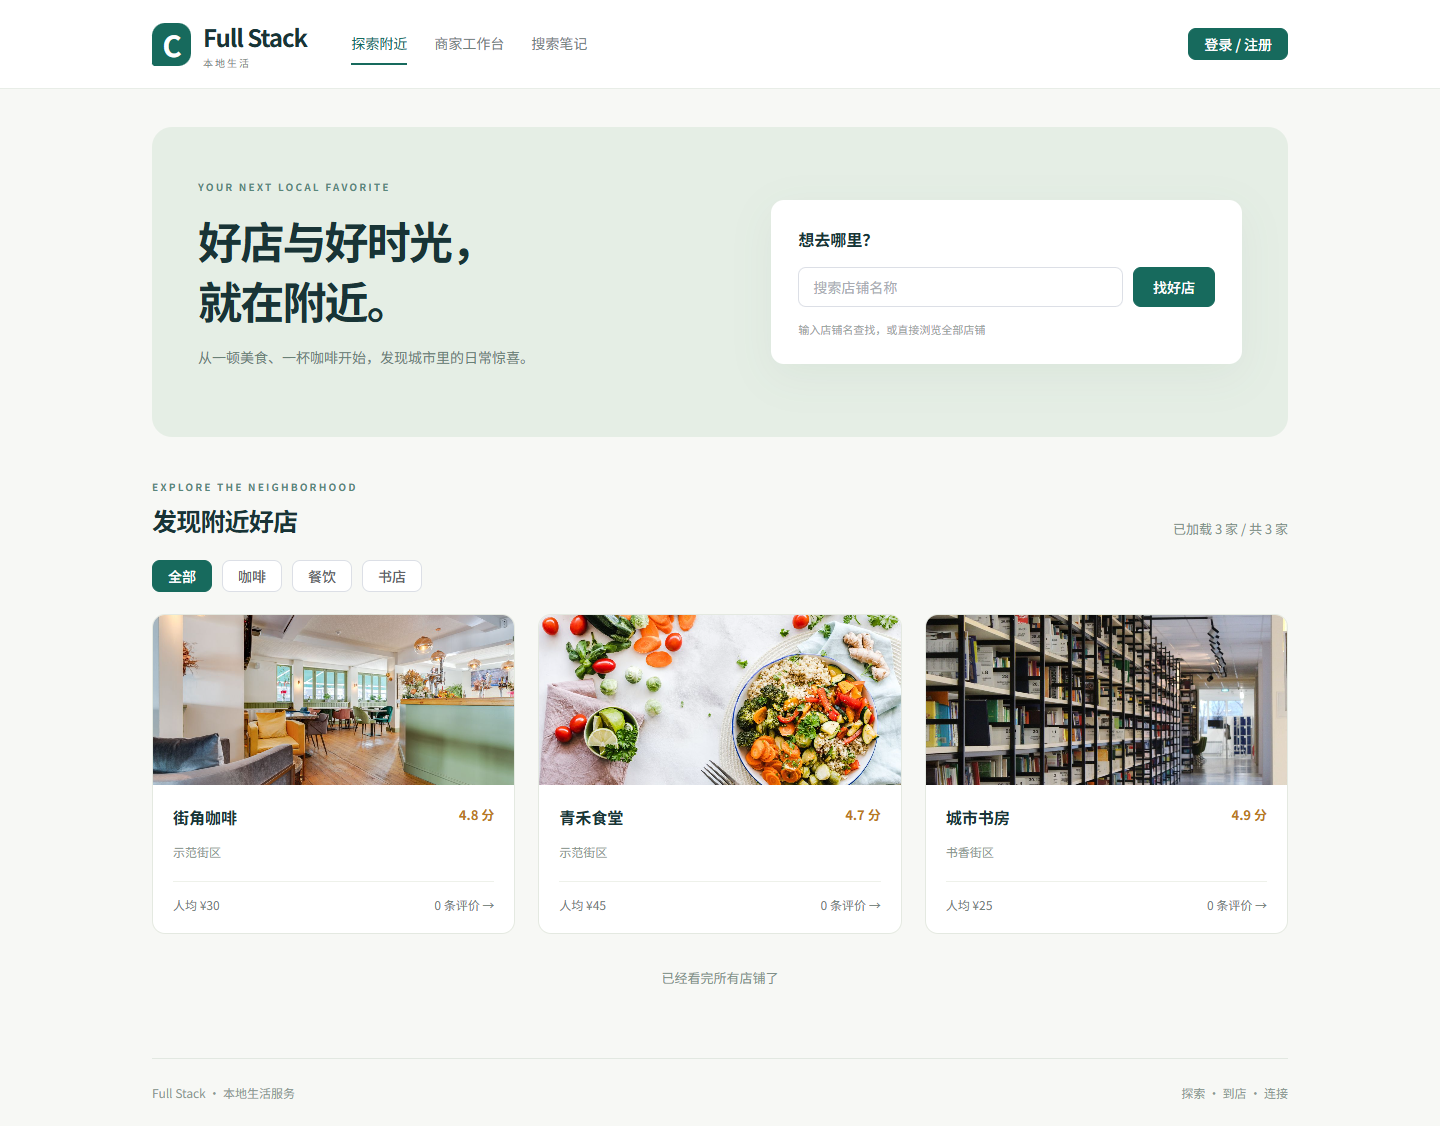 C
Full Stack
本地生活
探索附近
商家工作台
搜索笔记
登录 / 注册
YOUR NEXT LOCAL FAVORITE
好店与好时光，
就在附近。
从一顿美食、一杯咖啡开始，发现城市里的日常惊喜。
想去哪里？
搜索店铺名称
找好店
输入店铺名查找，或直接浏览全部店铺
EXPLORE THE NEIGHBORHOOD
发现附近好店
已加载 3 家 / 共 3 家
全部
咖啡
餐饮
书店
街角咖啡
4.8 分
示范街区
人均 ¥30
0 条评价 →
青禾食堂
4.7 分
示范街区
人均 ¥45
0 条评价 →
城市书房
4.9 分
书香街区
人均 ¥25
0 条评价 →
已经看完所有店铺了
Full Stack · 本地生活服务
探索 · 到店 · 连接